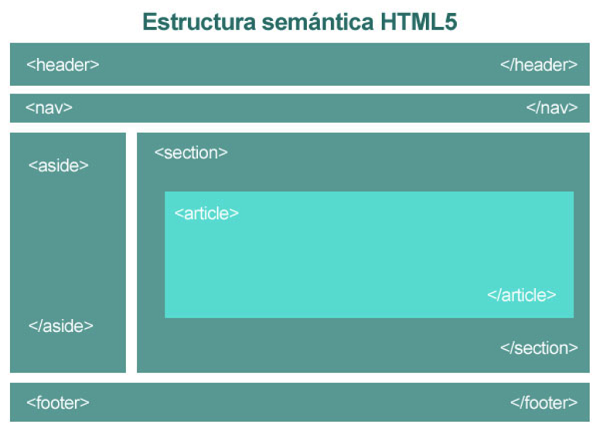 Estructura semántica HTML5
<header> </header>
<nav> </nav>
<aside>
</aside>
<section>
<article>
</article>
</section>
<footer> </footer>